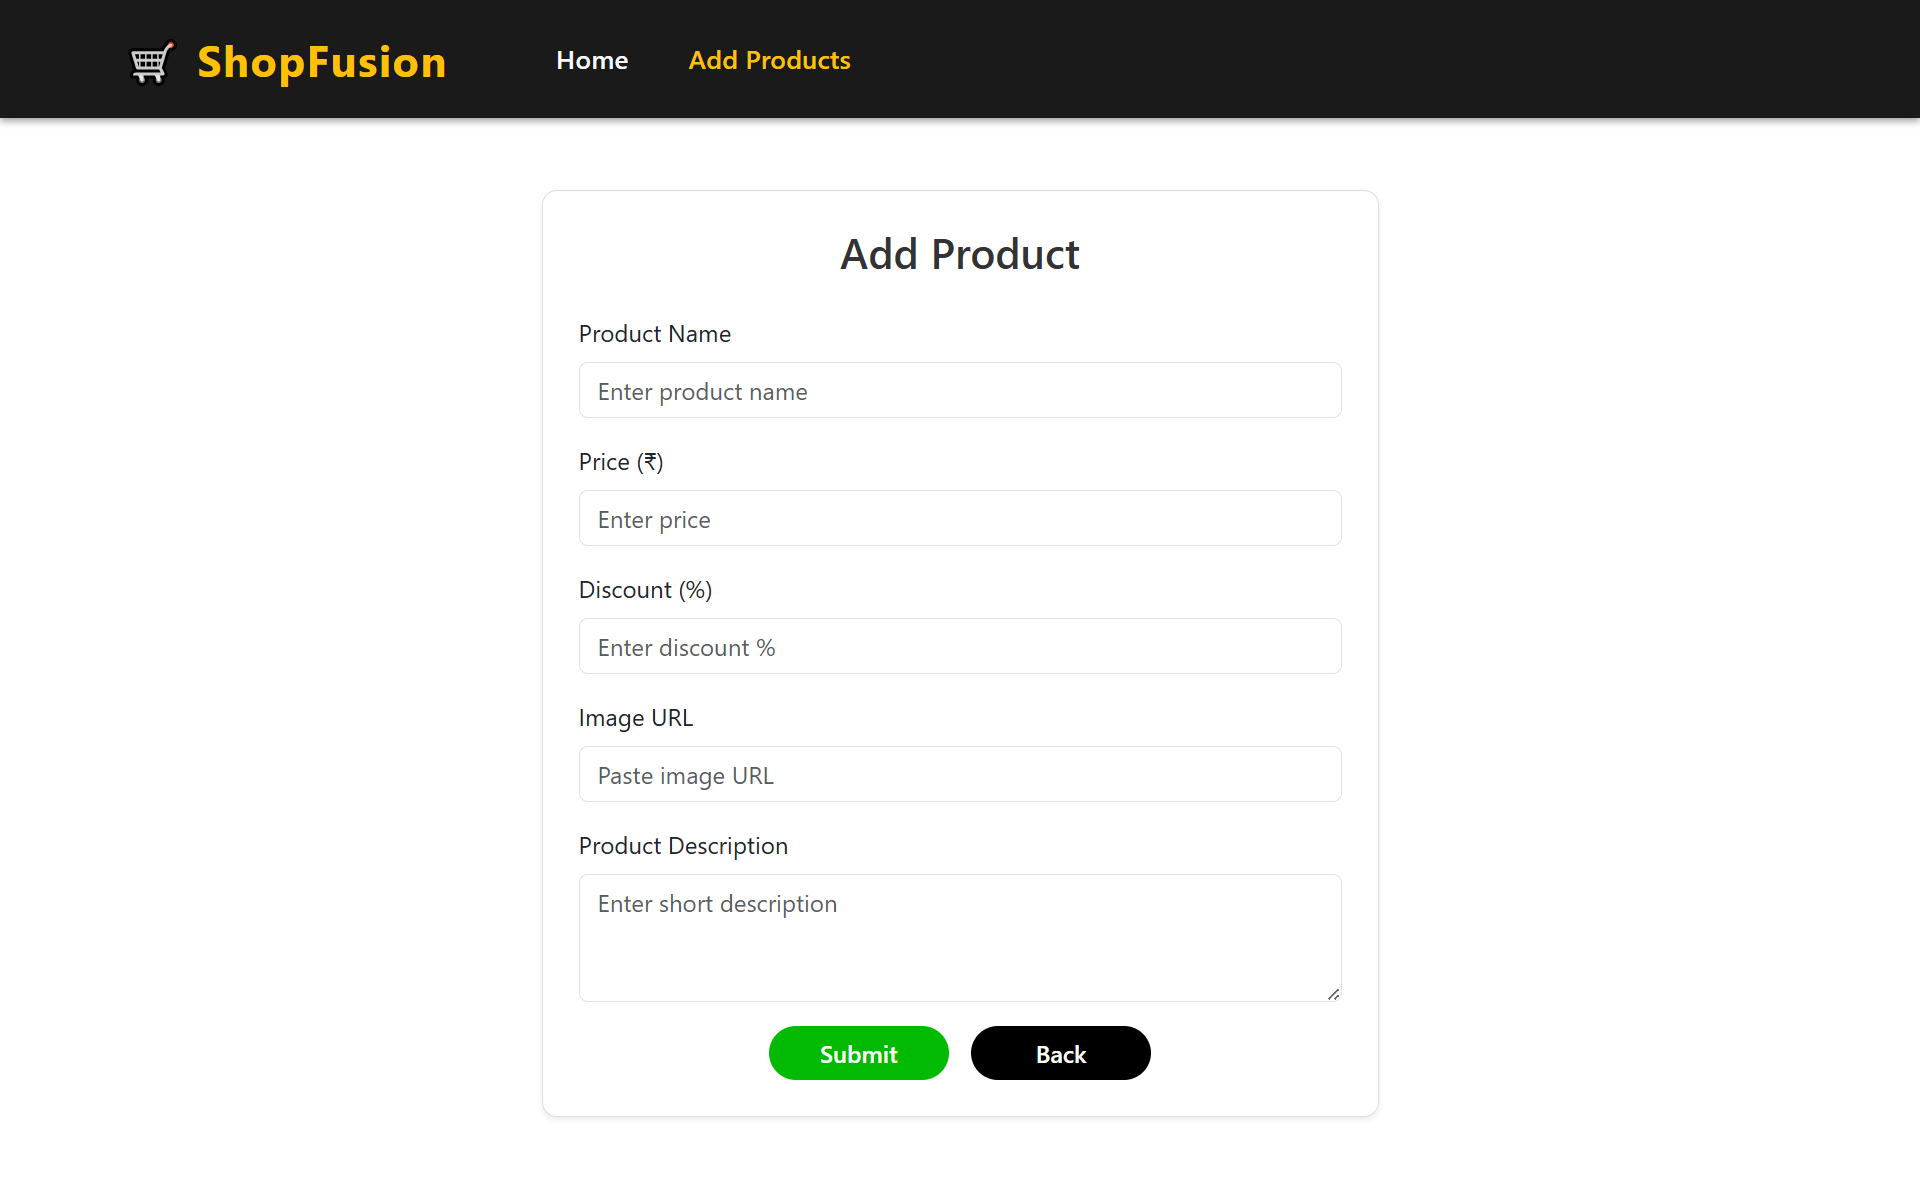 ShopFusion Home Add Products
Add Product
Product Name
Enter product name
Price (₹)
Enter price
Discount (%)
Enter discount %
Image URL
Paste image URL
Product Description
Enter short description
Submit Back